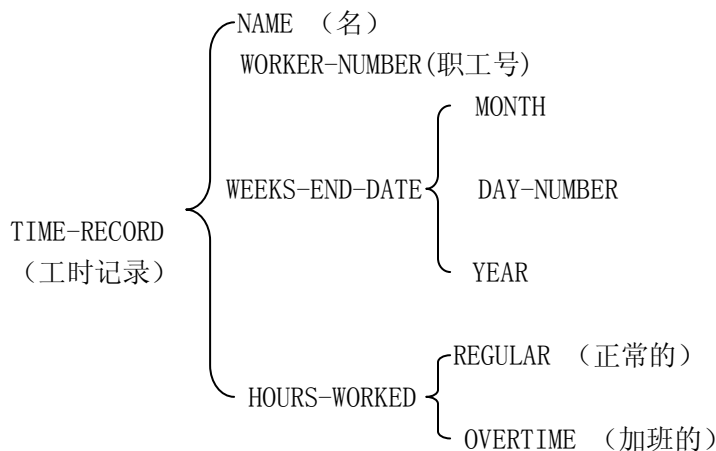 NAME （名）
WORKER-NUMBER(职工号)
MONTH
WEEKS-END-DATE
DAY-NUMBER
TIME-RECORD
（工时记录）
YEAR
REGULAR （正常的）
HOURS-WORKED
OVERTIME （加班的）